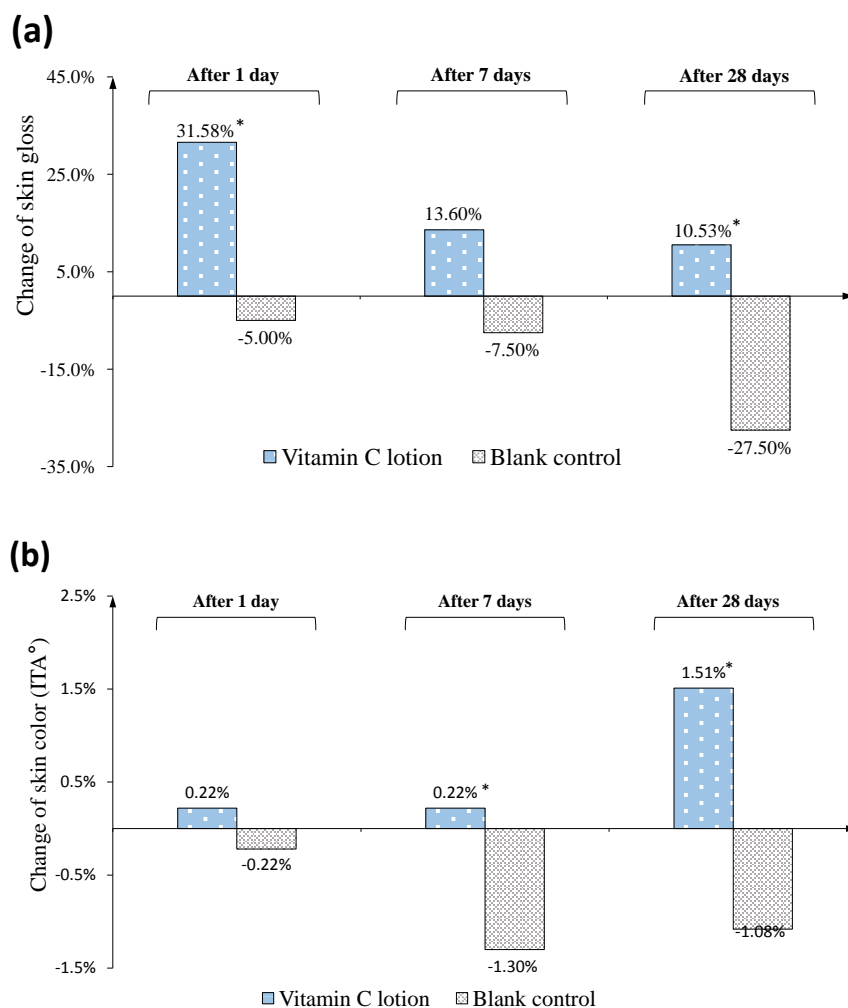 (a)
After 1 day After 7 days After 28 days
45.0%
31.58% *
25.0%
13.60%
10.53% *
Change of skin gloss
5.0%
-5.00%
-7.50%
-15.0%
-27.50%
Vitamin C lotion Blank control
-35.0%
(b)
2.5%
After 1 day After 7 days After 28 days
1.51% *
1.5%
Change of skin color (ITA°)
0.5%
0.22% 0.22% *
-0.22%
-0.5%
-1.08%
-1.30%
-1.5%
Vitamin C lotion Blank control